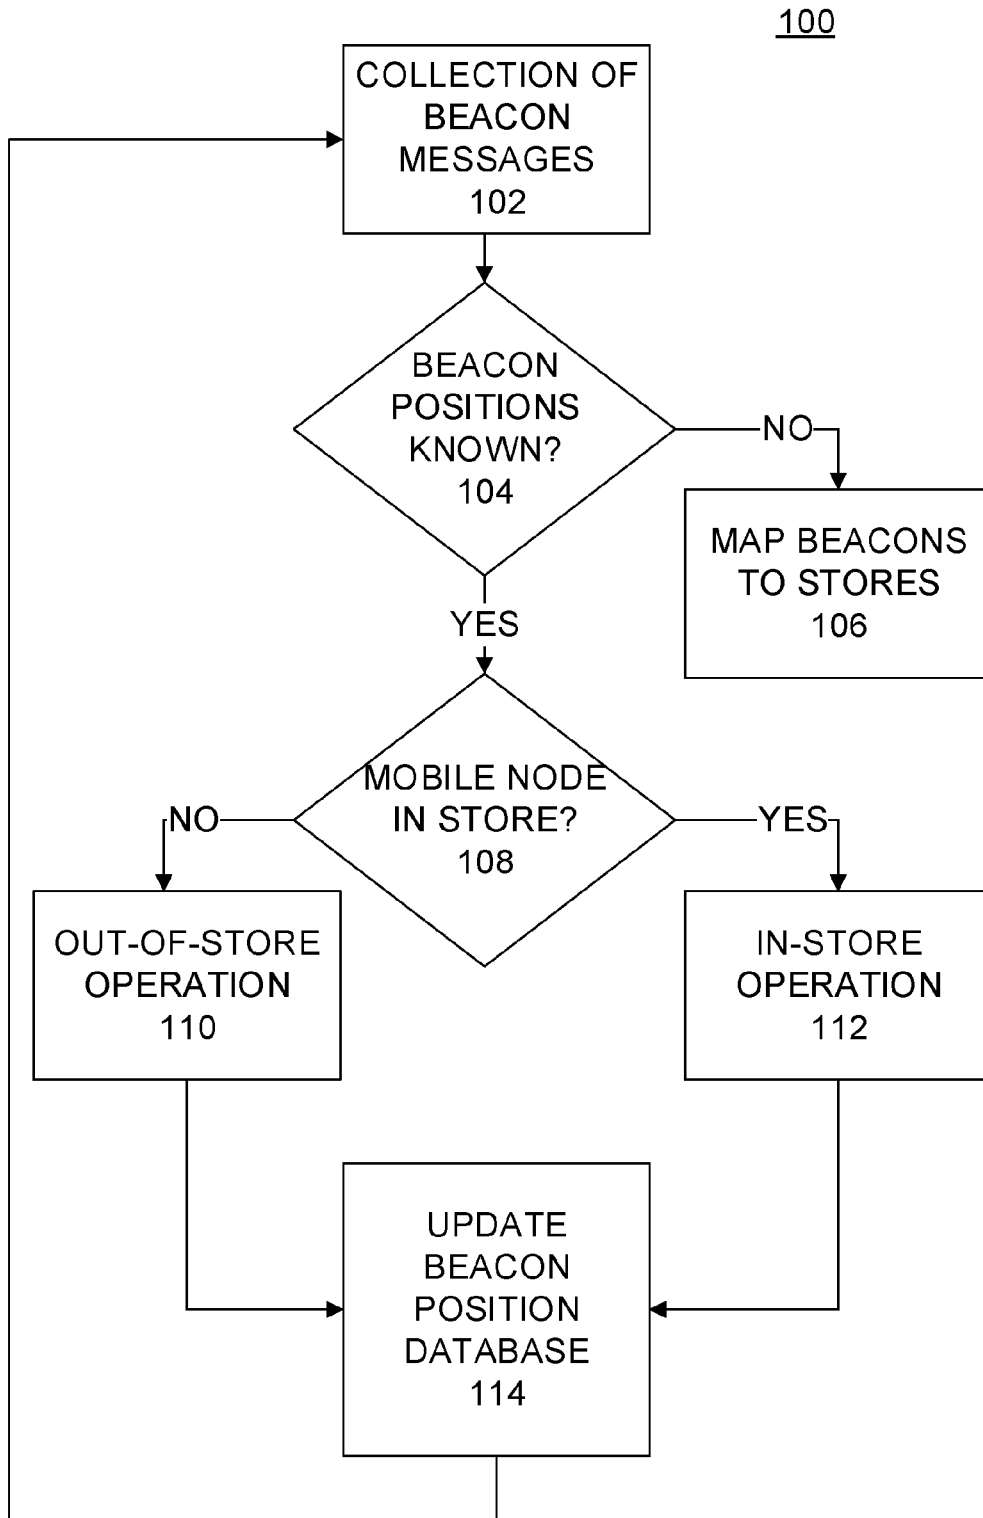 100
COLLECTION OF
BEACON
MESSAGES
102
BEACON
POSITIONS
KNOWN?
104
NO
MAP BEACONS
TO STORES
106
YES
MOBILE NODE
IN STORE?
108
NO
YES
OUT-OF-STORE
OPERATION
110
IN-STORE
OPERATION
112
UPDATE
BEACON
POSITION
DATABASE
114